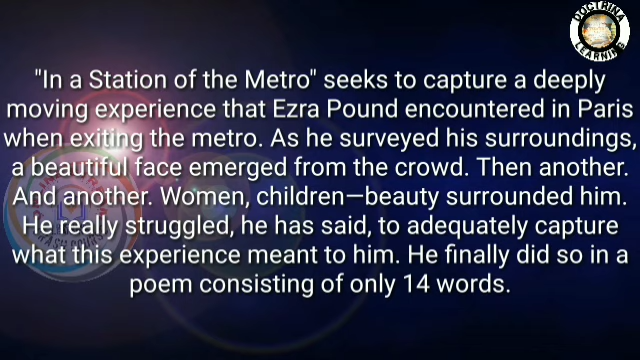 DOCTRINA
LEARNING
"In a Station of the Metro" seeks to capture a deeply
moving experience that Ezra Pound encountered in Paris
when exiting the metro. As he surveyed his surroundings,
a beautiful face emerged from the crowd. Then another.
And another. Women, children—beauty surrounded him.
He really struggled, he has said, to adequately capture
what this experience meant to him. He finally did so in a
poem consisting of only 14 words.